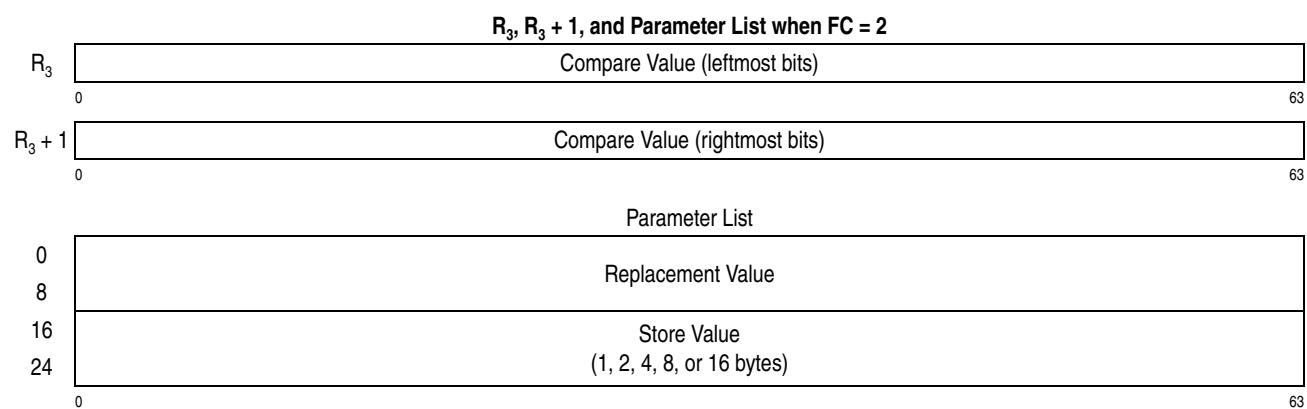 R₃, R₃ + 1, and Parameter List when FC = 2
R₃ Compare Value (leftmost bits)
0 63
R₃ + 1 Compare Value (rightmost bits)
0 63
Parameter List
0
Replacement Value
8
16
Store Value
(1, 2, 4, 8, or 16 bytes)
24
0 63